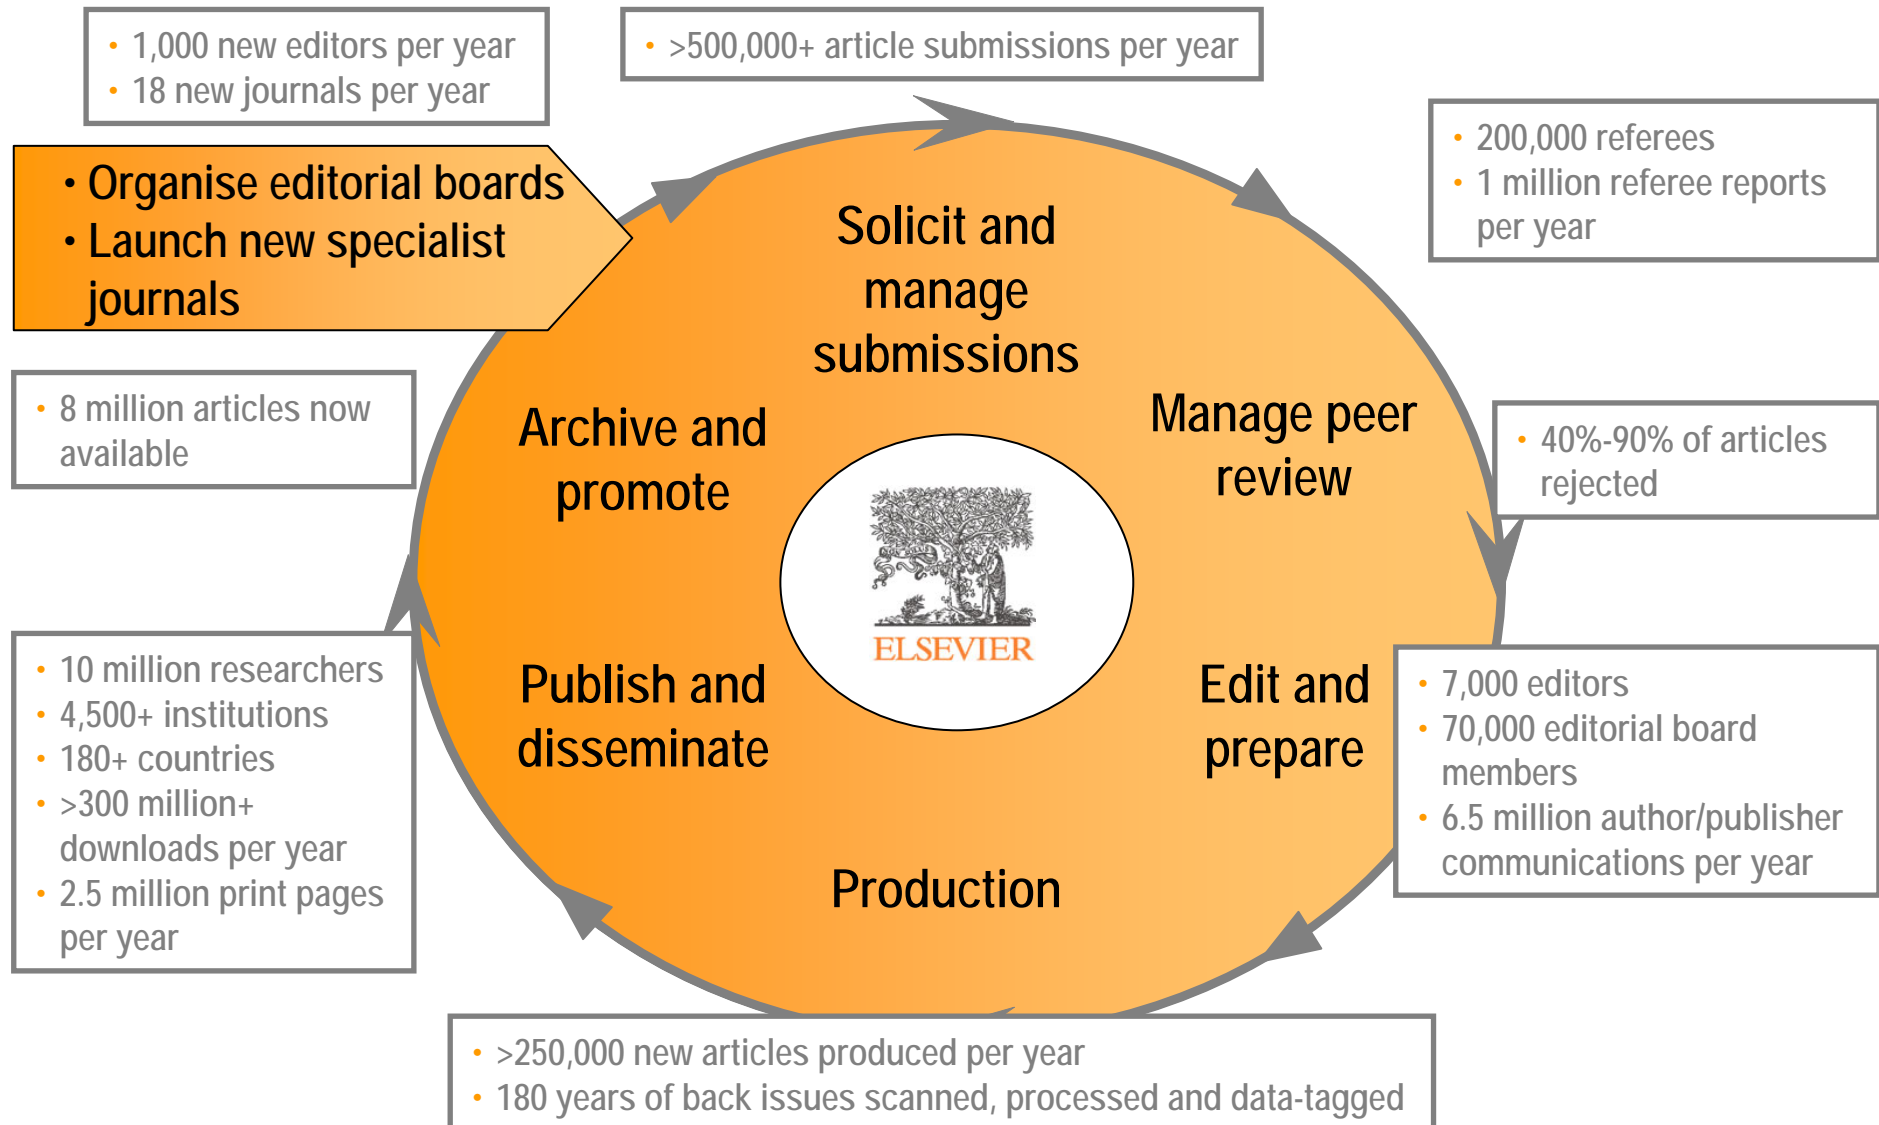 • 1,000 new editors per year
• 18 new journals per year
• >500,000+ article submissions per year
• 200,000 referees
• 1 million referee reports
per year
• Organise editorial boards
• Launch new specialist
journals
Solicit and
manage
submissions
• 8 million articles now
available
Archive and
promote
Manage peer
review
• 40%-90% of articles
rejected
ELSEVIER
• 10 million researchers
• 4,500+ institutions
• 180+ countries
• >300 million+
downloads per year
• 2.5 million print pages
per year
Publish and
disseminate
Edit and
prepare
• 7,000 editors
• 70,000 editorial board
members
• 6.5 million author/publisher
communications per year
Production
• >250,000 new articles produced per year
• 180 years of back issues scanned, processed and data-tagged